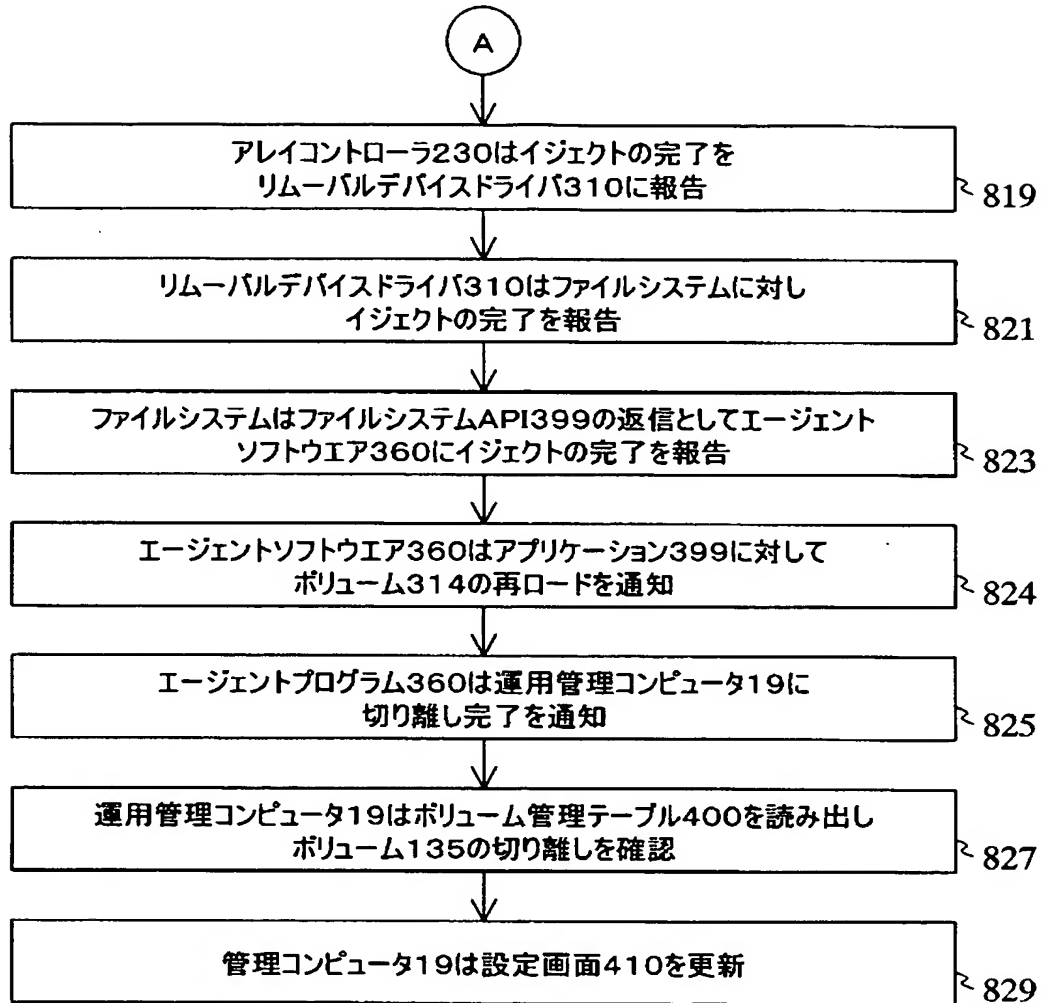 A
アレイコントローラ230はイジェクトの完了を
リムーバルデバイスドライバ310に報告
819
リムーバルデバイスドライバ310はファイルシステムに対し
イジェクトの完了を報告
821
ファイルシステムはファイルシステムAPI399の返信としてエージェント
ソフトウエア360にイジェクトの完了を報告
823
エージェントソフトウエア360はアプリケーション399に対して
ボリューム314の再ロードを通知
824
エージェントプログラム360は運用管理コンピュータ19に
切り離し完了を通知
825
運用管理コンピュータ19はボリューム管理テーブル400を読み出し
ボリューム135の切り離しを確認
827
管理コンピュータ19は設定画面410を更新
829